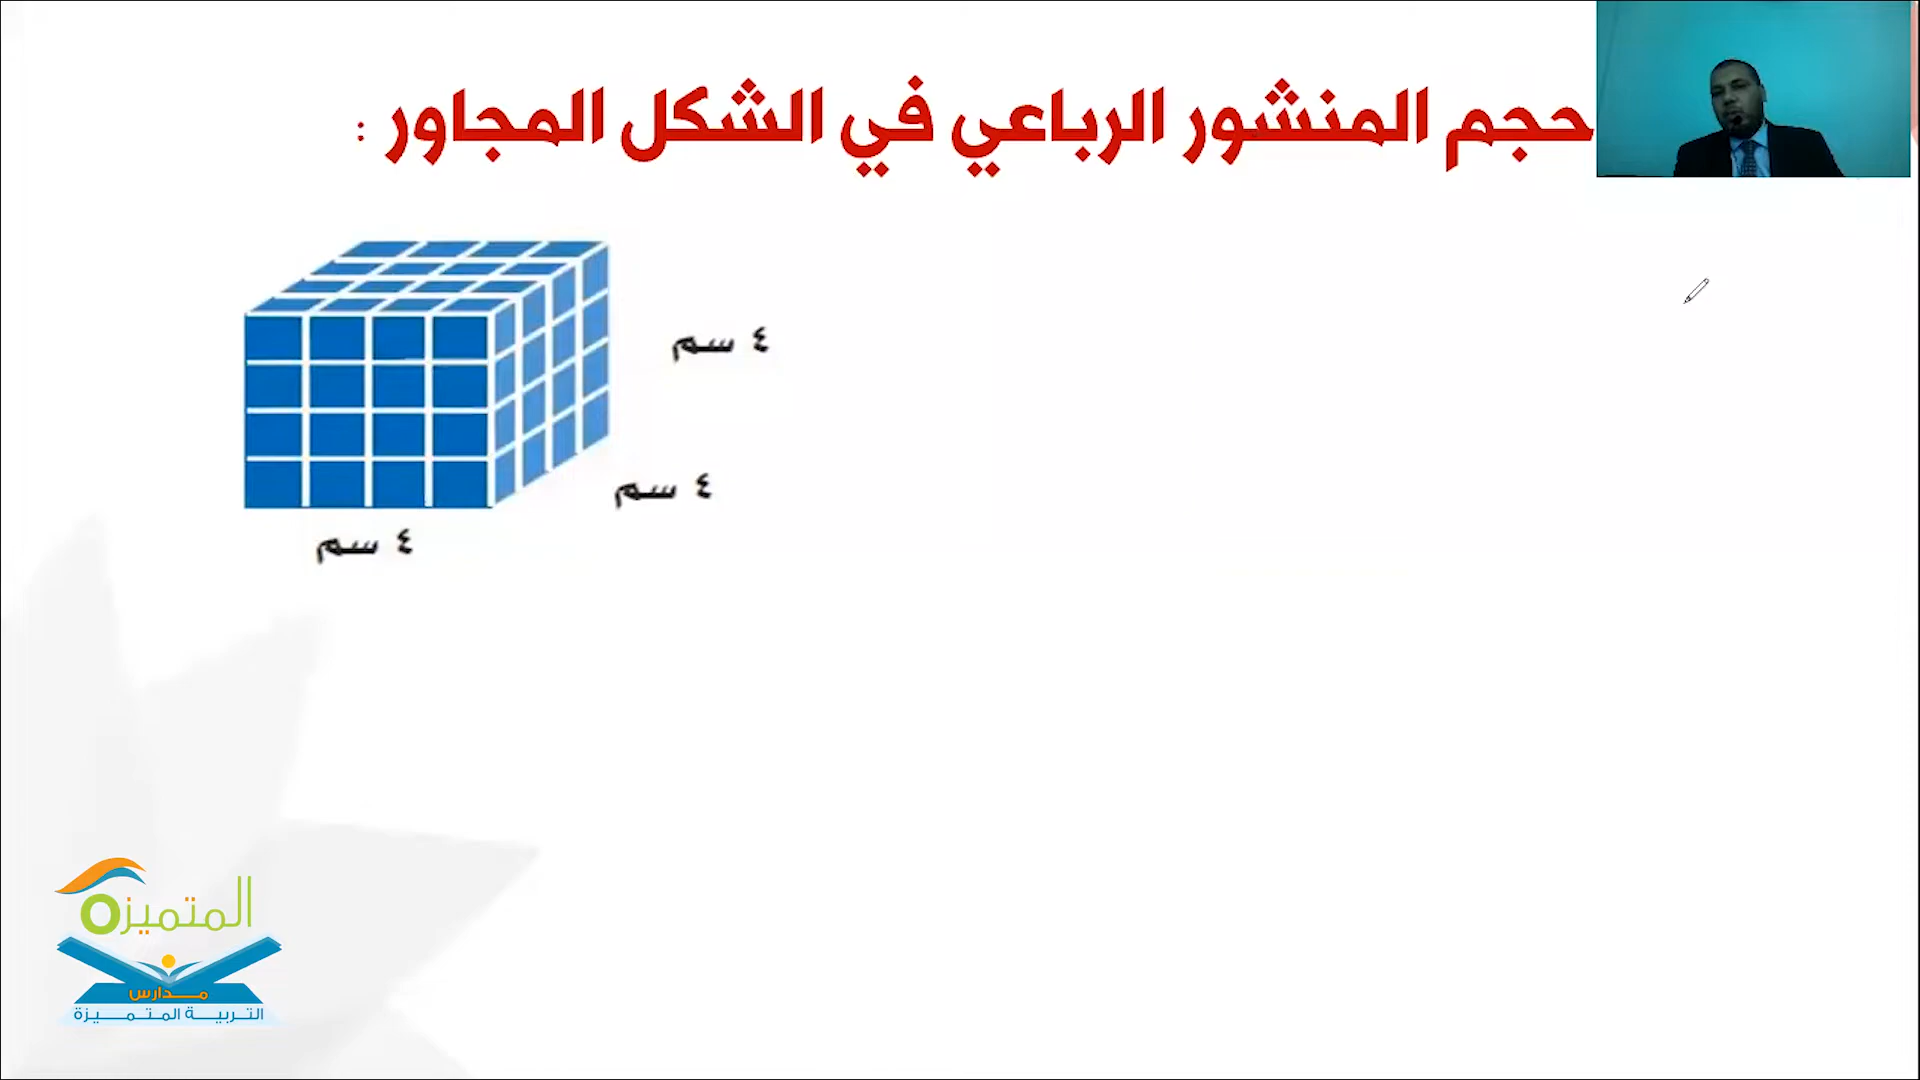 حجم المنشور الرباعي في الشكل المجاور :
٤ سم
٤ سم
٤ سم
المتميزة
مدارس
التربية المتميزة